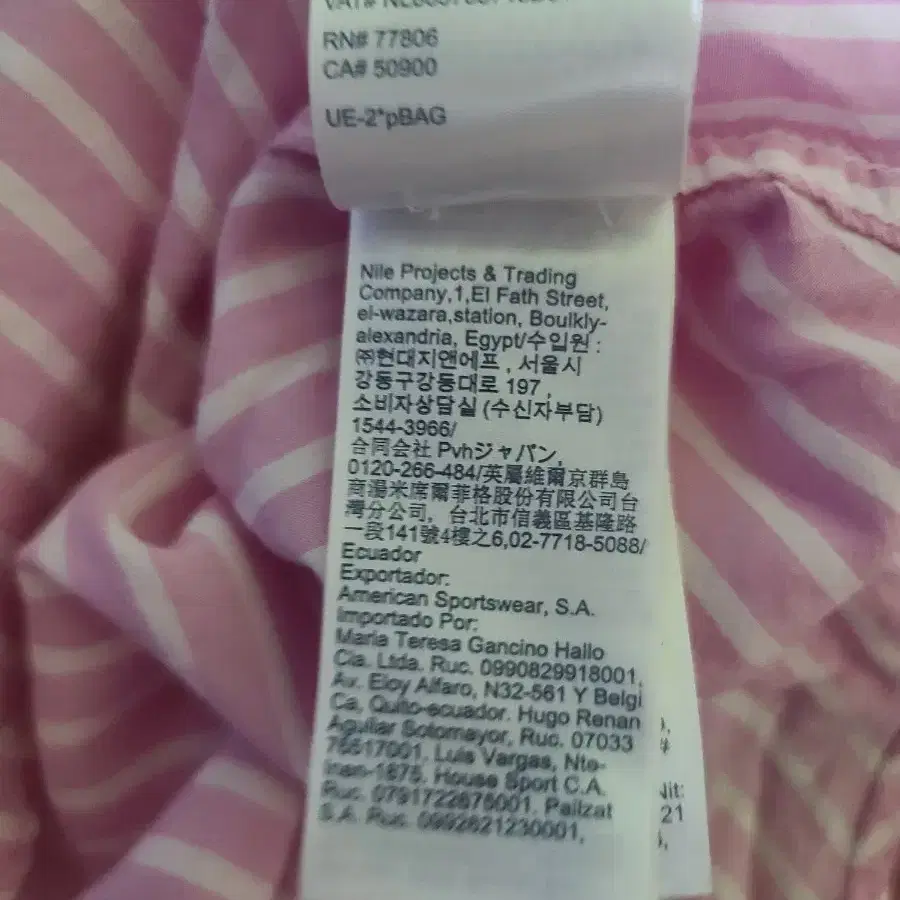 RN# 77806
CA# 50900
UE-2*pBAG
Nile Projects & Trading
Company,1,El Fath Street,
el-wazara,station, Boulkly-
alexandria, Egypt/수입원 :
㈜현대지앤에프 , 서울시
강동구강동대로 197 ,
소비자상담실 (수신자부담)
1544-3966/
合同会社 Pvhジャパン,
0120-266-484/英屬維爾京群島
商湯米席爾菲格股份有限公司台
灣分公司, 台北市信義區基隆路
一段141號4樓之6,02-7718-5088/
Ecuador
Exportador:
American Sportswear, S.A.
Importado Por:
Maria Teresa Gancino Hallo
Cia. Ltda. Ruc. 0990829918001,
Av. Eloy Alfaro, N32-561 Y Belgi
Ca, Quito-ecuador. Hugo Renan
Aguilar Sotomayor, Ruc. 07033
76517001, Luis Vargas, Nte-
inen-1875, House Sport C.A.
Ruc. 0791722675001. Pailzat
S.A. Ruc. 0992621230001,
21